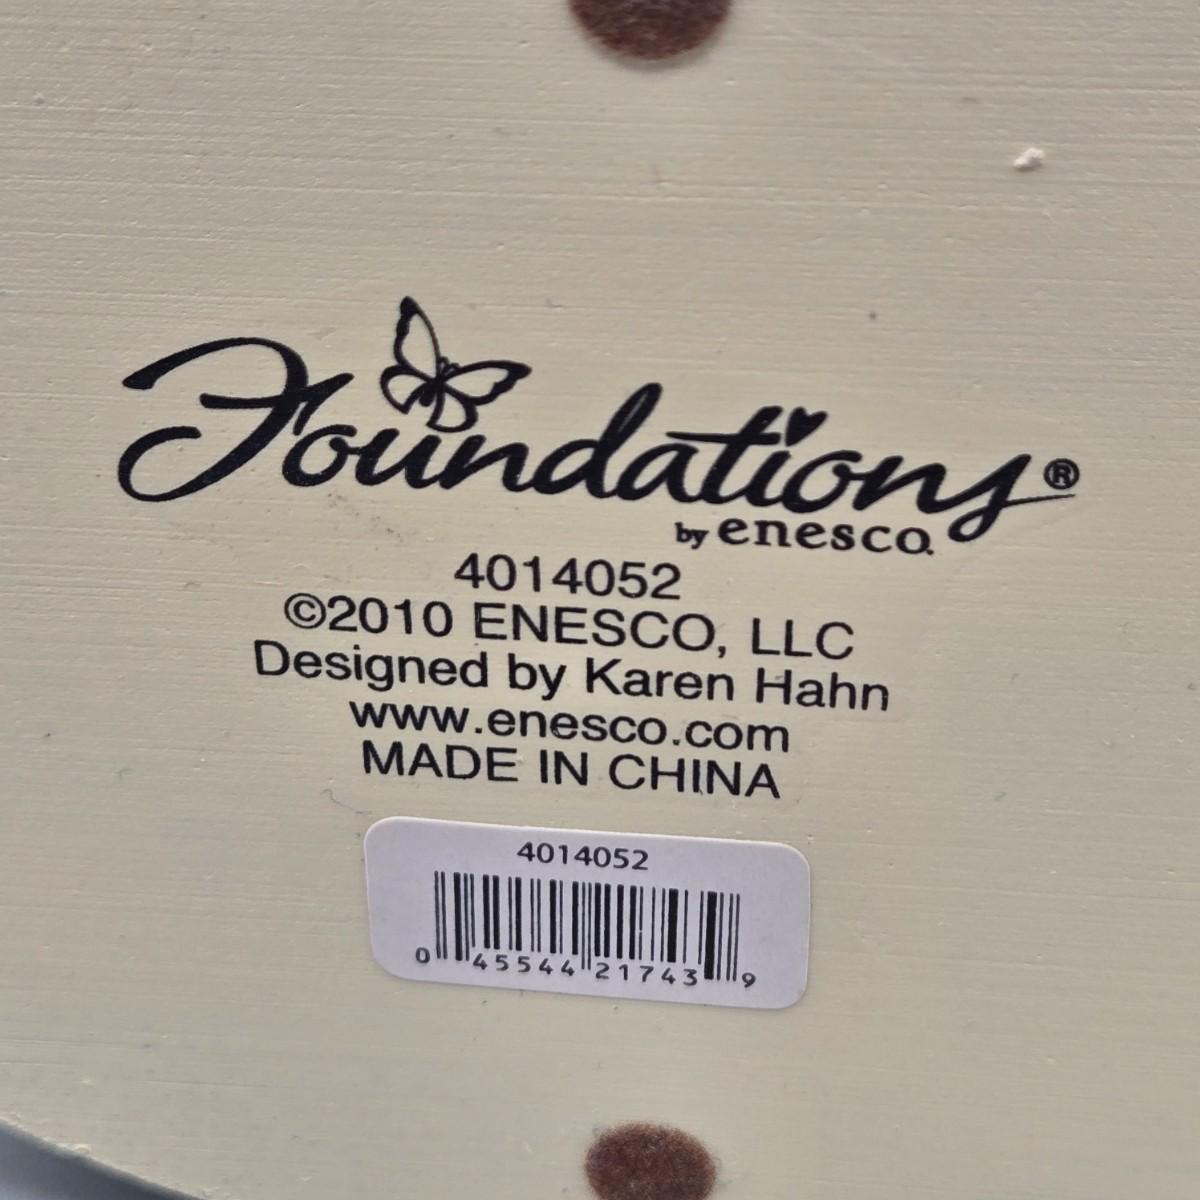 Foundations®
by enesco.
4014052
©2010 ENESCO, LLC
Designed by Karen Hahn
www.enesco.com
MADE IN CHINA
4014052
0 45544 21743 9